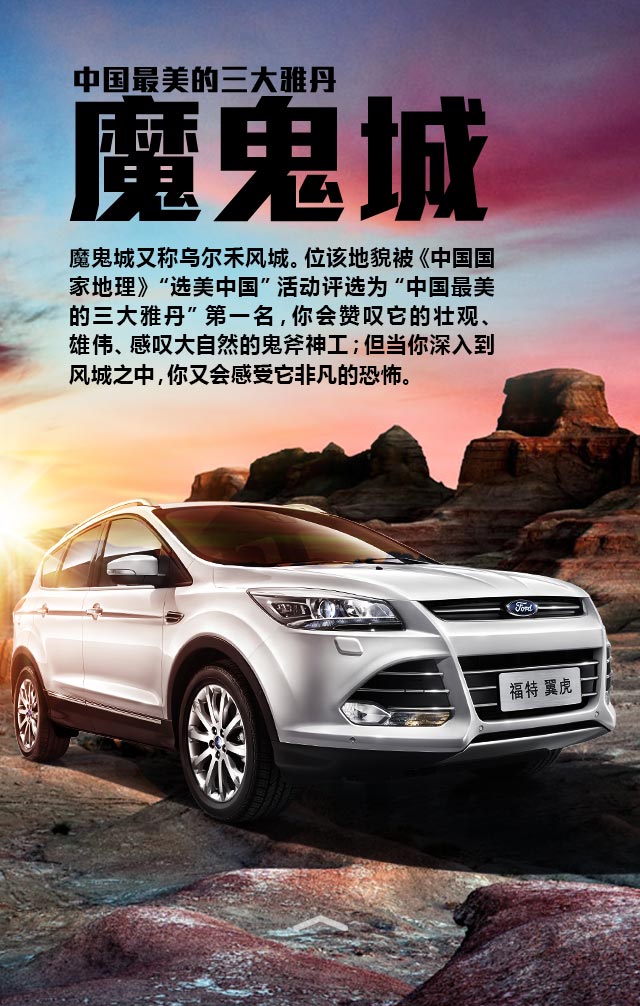 中国最美的三大雅丹
魔鬼城
魔鬼城又称乌尔禾风城。位该地貌被《中国国
家地理》“选美中国”活动评选为“中国最美
的三大雅丹”第一名,你会赞叹它的壮观、
雄伟、感叹大自然的鬼斧神工;但当你深入到
风城之中,你又会感受它非凡的恐怖。
Ford
福特 翼虎